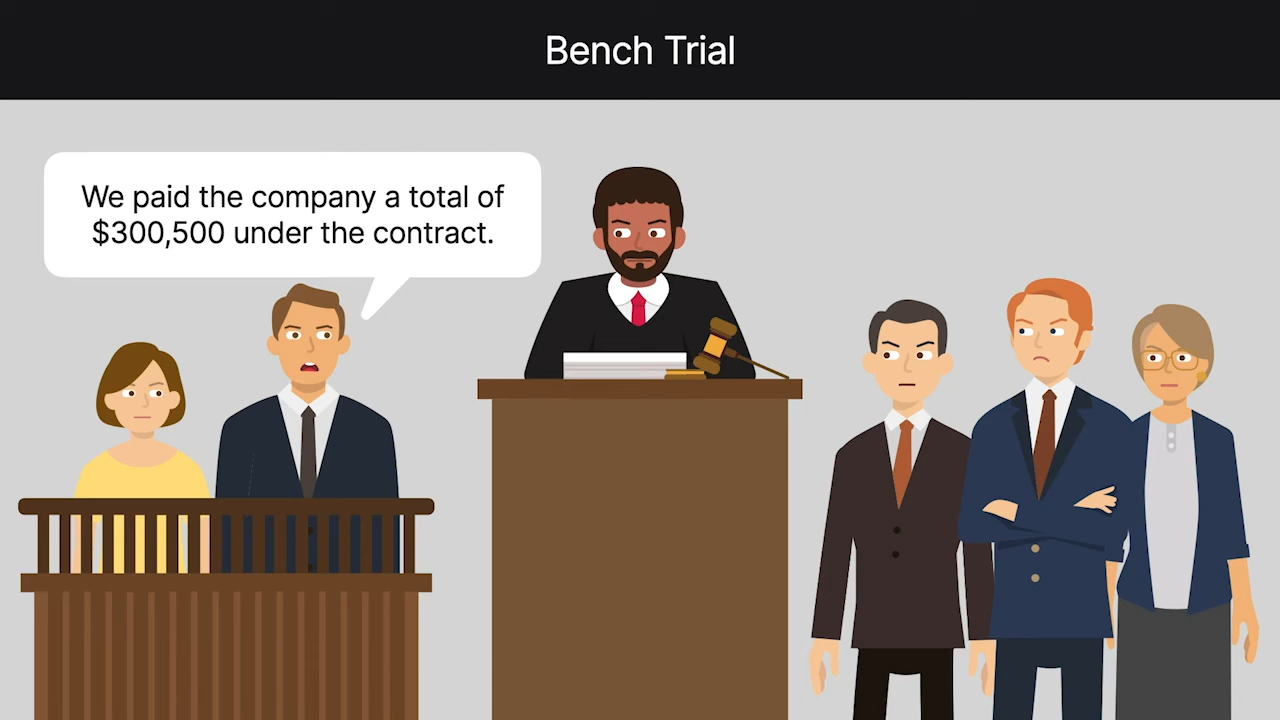 Bench Trial
We paid the company a total of
$300,500 under the contract.